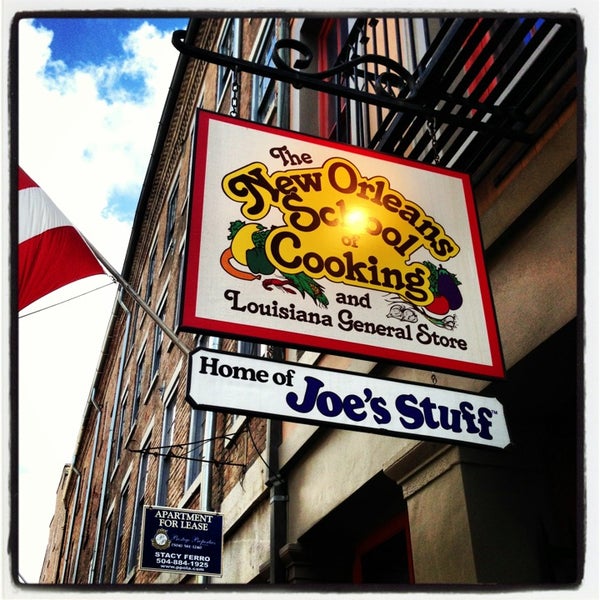 The
New Orleans
School
of
Cooking
and
Louisiana General Store
Home of Joe's Stuff™
APARTMENT
FOR LEASE
STACY FERRO
504-884-1925